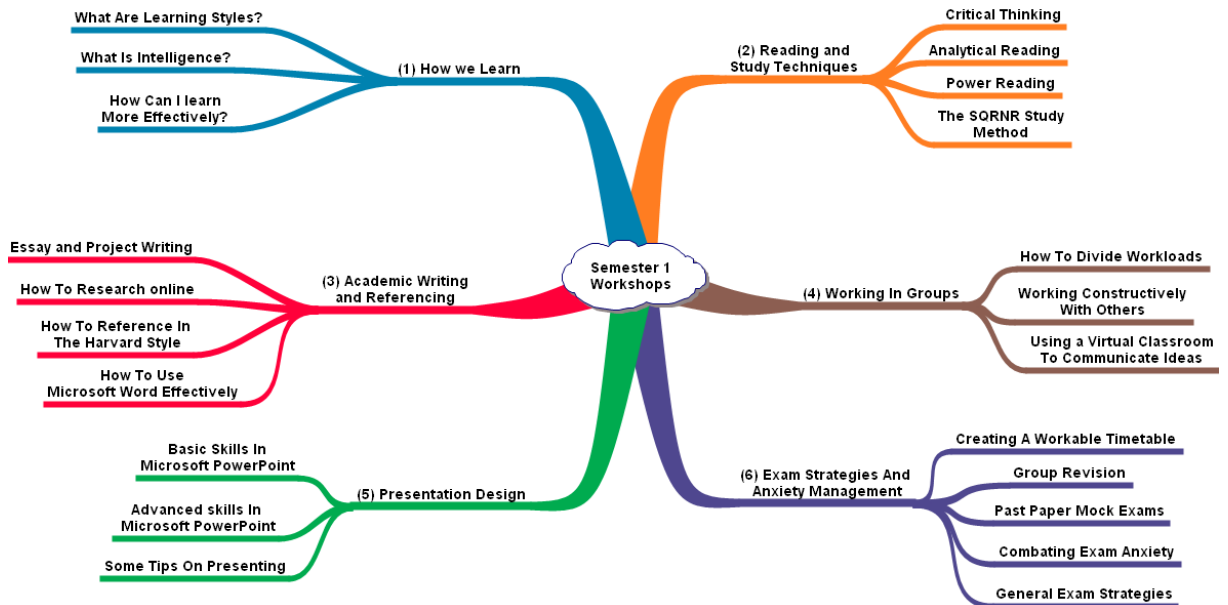 Semester 1
Workshops
(1) How we Learn
What Are Learning Styles?
What Is Intelligence?
How Can I learn
More Effectively?
(2) Reading and
Study Techniques
Critical Thinking
Analytical Reading
Power Reading
The SQRNR Study
Method
(3) Academic Writing
and Referencing
Essay and Project Writing
How To Research online
How To Reference In
The Harvard Style
How To Use
Microsoft Word Effectively
(4) Working In Groups
How To Divide Workloads
Working Constructively
With Others
Using a Virtual Classroom
To Communicate Ideas
(5) Presentation Design
Basic Skills In
Microsoft PowerPoint
Advanced skills In
Microsoft PowerPoint
Some Tips On Presenting
(6) Exam Strategies And
Anxiety Management
Creating A Workable Timetable
Group Revision
Past Paper Mock Exams
Combating Exam Anxiety
General Exam Strategies